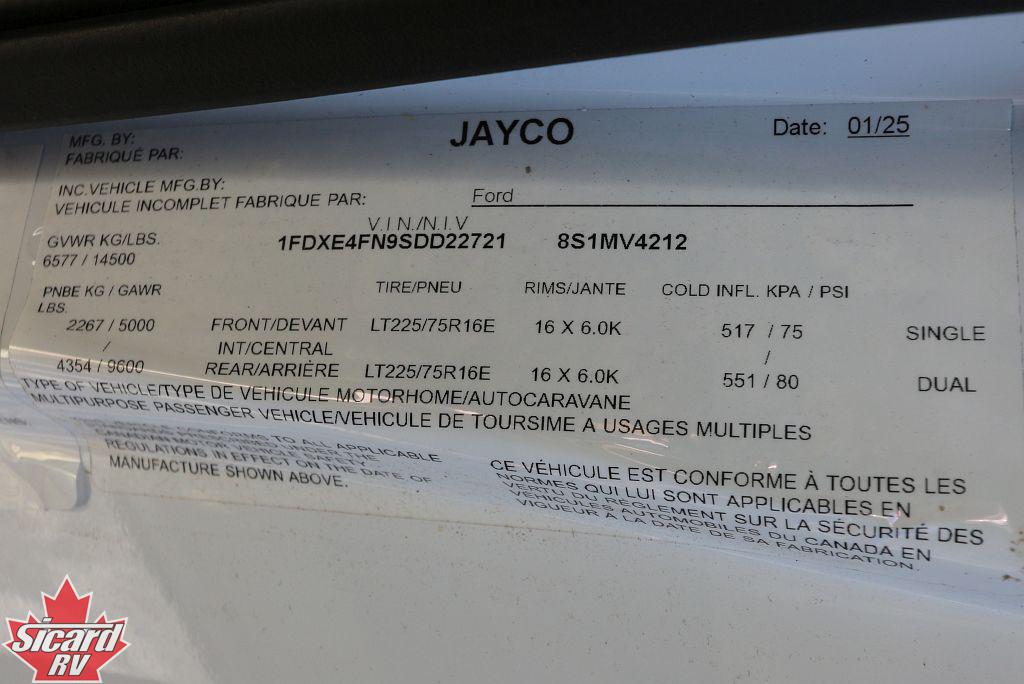 MFG. BY:
FABRIQUÉ PAR:
JAYCO
Date: 01/25
INC.VEHICLE MFG.BY:
VEHICULE INCOMPLET FABRIQUE PAR: Ford
V.I N./N.I.V
GVWR KG/LBS. 1FDXE4FN9SDD22721 8S1MV4212
6577 / 14500
PNBE KG / GAWR TIRE/PNEU RIMS/JANTE COLD INFL. KPA / PSI
LBS.
2267 / 5000 FRONT/DEVANT LT225/75R16E 16 X 6.0K 517 / 75 SINGLE
/ INT/CENTRAL /
4354 / 9600 REAR/ARRIÈRE LT225/75R16E 16 X 6.0K 551 / 80 DUAL
TYPE OF VEHICLE/TYPE DE VEHICULE MOTORHOME/AUTOCARAVANE
MULTIPURPOSE PASSENGER VEHICLE/VEHICULE DE TOURSIME A USAGES MULTIPLES
VEHICLE CONFORMS TO ALL APPLICABLE
REGULATIONS IN EFFECT ON THE DATE OF
MANUFACTURE SHOWN ABOVE.
CE VÉHICULE EST CONFORME À TOUTES LES
NORMES QUI LUI SONT APPLICABLES EN
VERTU DU RÈGLEMENT SUR LA SÉCURITÉ DES
VÉHICULES AUTOMOBILES DU CANADA EN
VIGUEUR À LA DATE DE SA FABRICATION.
Sicard
RV